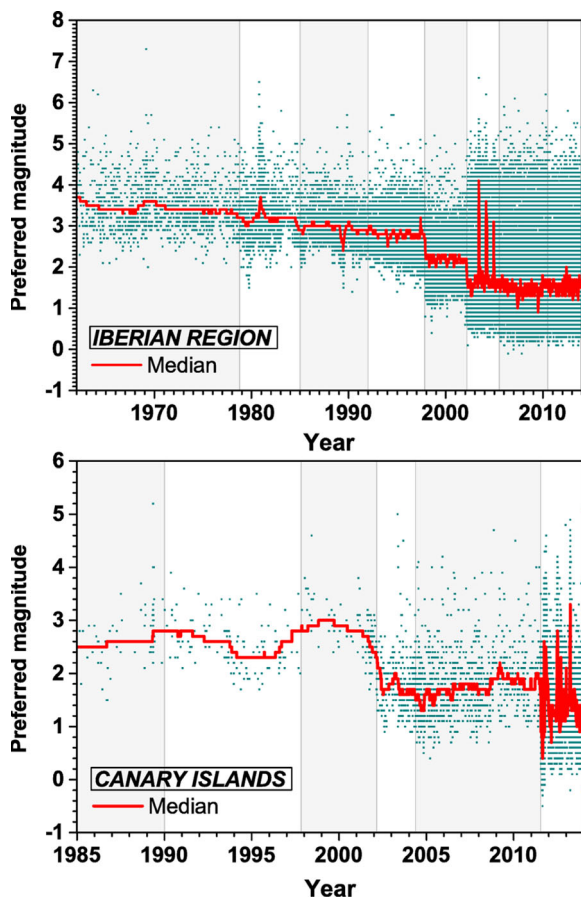 8
7
6
5
4
3
2
1
0
-1
Preferred magnitude
IBERIAN REGION
Median
1970 1980 1990 2000 2010
Year
6
5
4
3
2
1
0
-1
Preferred magnitude
CANARY ISLANDS
Median
1985 1990 1995 2000 2005 2010
Year